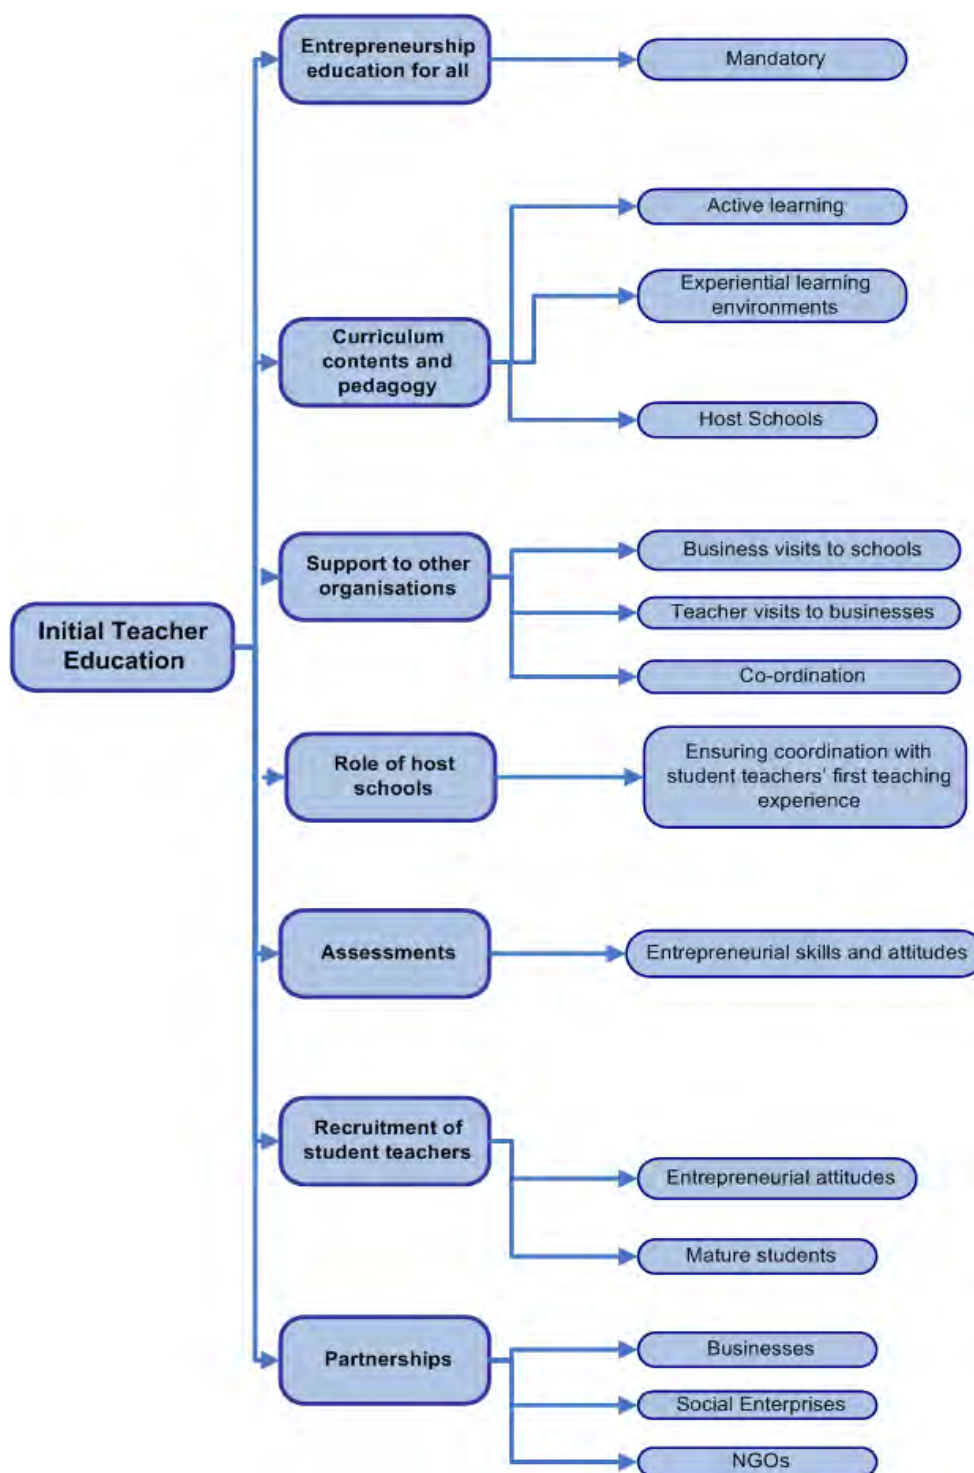 Entrepreneurship
education for all
Mandatory
Active learning
Experiential learning
environments
Curriculum
contents and
pedagogy
Host Schools
Support to other
organisations
Business visits to schools
Teacher visits to businesses
Co-ordination
Initial Teacher
Education
Role of host
schools
Ensuring coordination with
student teachers' first teaching
experience
Assessments
Entrepreneurial skills and attitudes
Recruitment of
student teachers
Entrepreneurial attitudes
Mature students
Partnerships
Businesses
Social Enterprises
NGOs